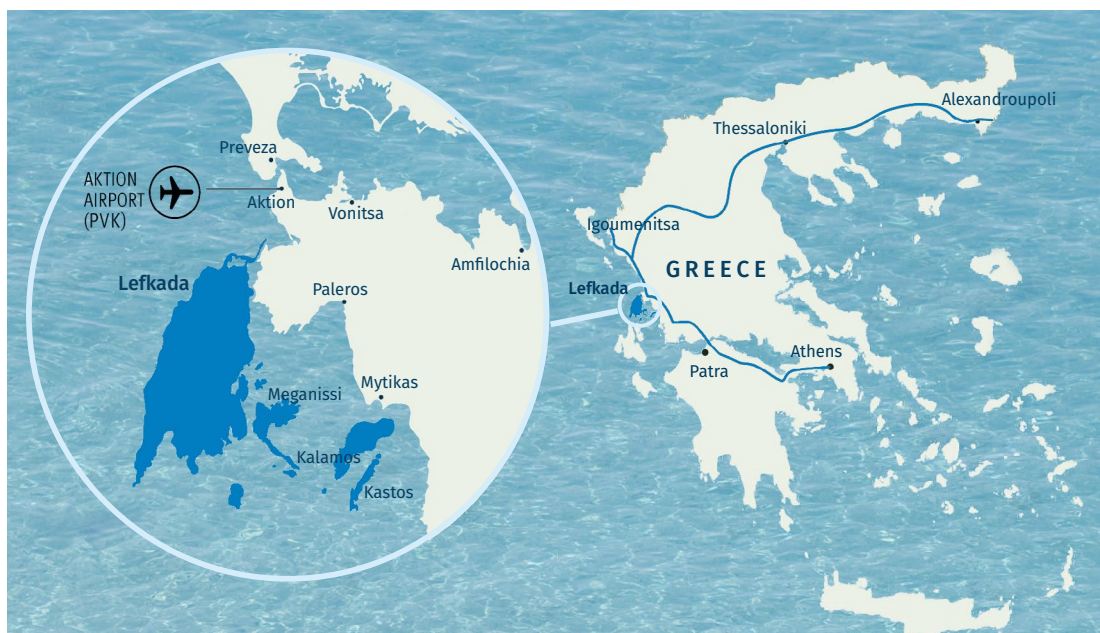 Preveza
AKTION
AIRPORT
(PVK)
Aktion
Vonitsa
Amfilochia
Lefkada
Paleros
Mytikas
Meganissi
Kalamos
Kastos
Alexandroupoli
Thessaloniki
Igoumenitsa
GREECE
Lefkada
Athens
Patra